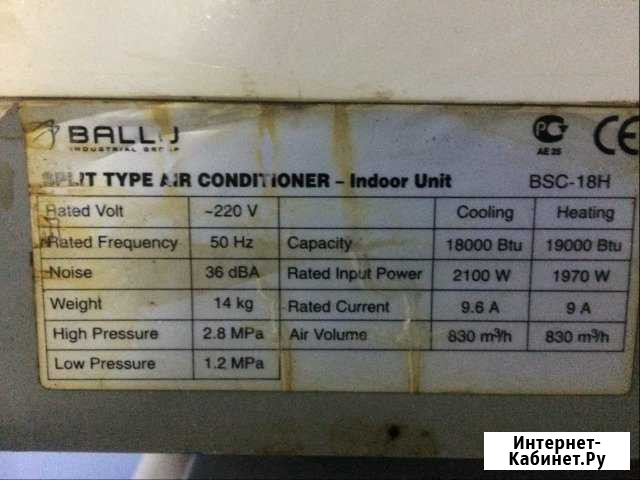 BALLU
INDUSTRIAL GROUP
AE 25
CE
SPLIT TYPE AIR CONDITIONER – Indoor Unit BSC-18H
Rated Volt ~220 V Cooling Heating
Rated Frequency 50 Hz Capacity 18000 Btu 19000 Btu
Noise 36 dBA Rated Input Power 2100 W 1970 W
Weight 14 kg Rated Current 9.6 A 9 A
High Pressure 2.8 MPa Air Volume 830 m³/h 830 m³/h
Low Pressure 1.2 MPa
Интернет-
Кабинет.Ру